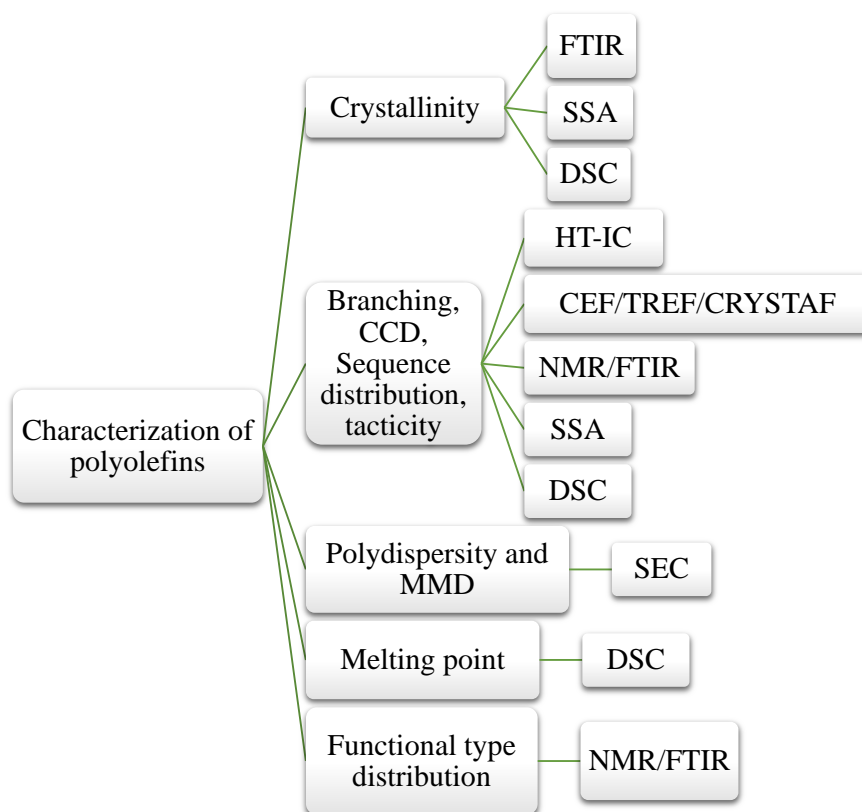 Characterization of
polyolefins
Crystallinity
FTIR
SSA
DSC
Branching,
CCD,
Sequence
distribution,
tacticity
HT-IC
CEF/TREF/CRYSTAF
NMR/FTIR
SSA
DSC
Polydispersity and
MMD
SEC
Melting point
DSC
Functional type
distribution
NMR/FTIR